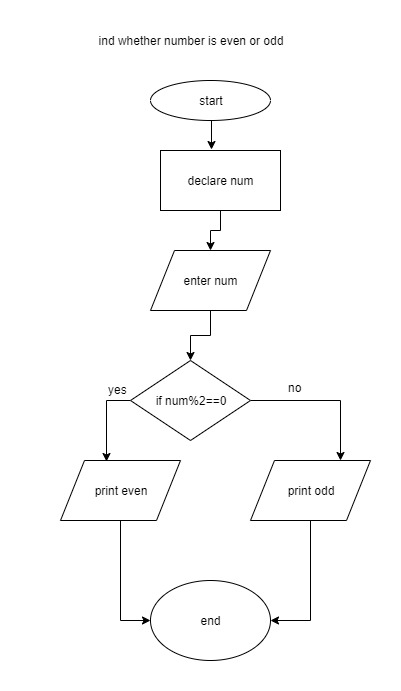 ind whether number is even or odd
start
declare num
enter num
yes
if num%2==0
no
print even
print odd
end